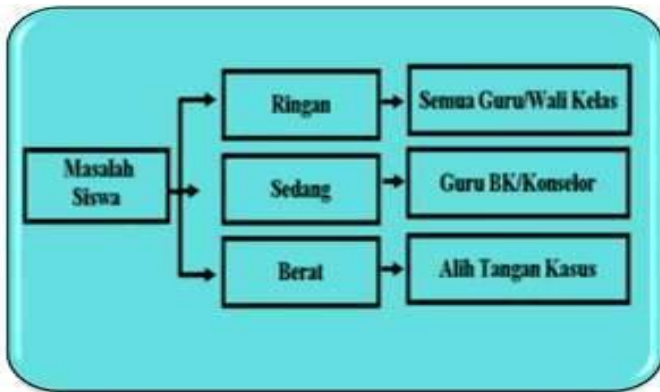 Masalah
Siswa
Ringan
Semua Guru/Wali Kelas
Sedang
Guru BK/Konselor
Berat
Alih Tangan Kasus